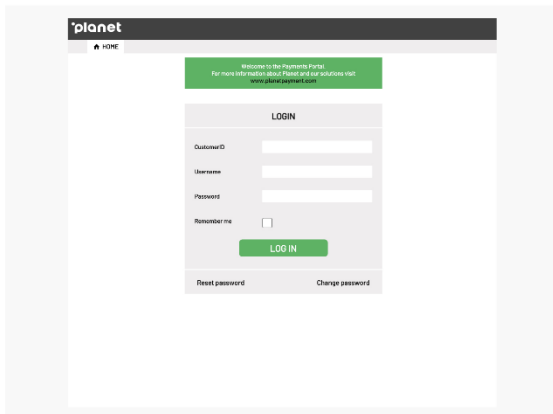 planet
HOME
Welcome to the Payments Portal.
For more information about Planet and our solutions visit
www.planetpayment.com
LOGIN
CustomerID
Username
Password
Remember me
LOG IN
Reset password
Change password